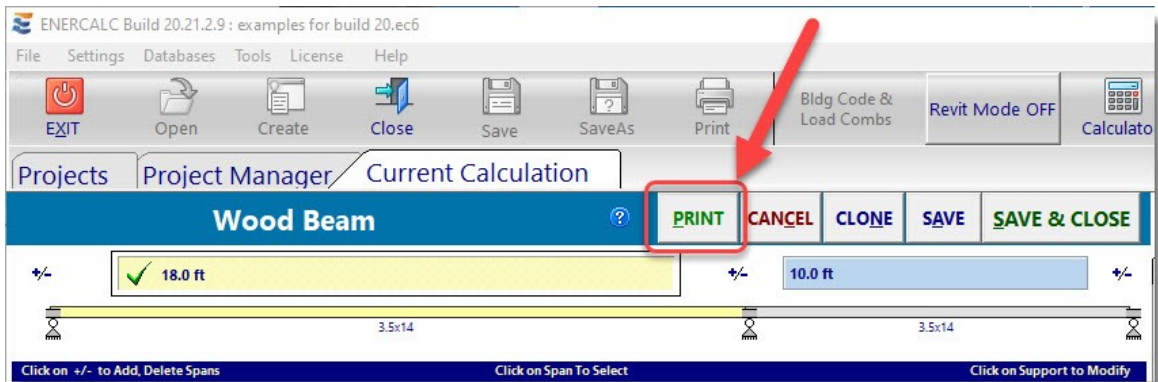 ENERCALC Build 20.21.2.9 : examples for build 20.ec6
File Settings Databases Tools License Help
EXIT Open Create Close Save SaveAs Print Bldg Code & Load Combs Revit Mode OFF Calculato
Projects Project Manager Current Calculation
Wood Beam ? PRINT CANCEL CLONE SAVE SAVE & CLOSE
+/- 18.0 ft +/- 10.0 ft +/-
3.5x14 3.5x14
Click on +/- to Add, Delete Spans Click on Span To Select Click on Support to Modify